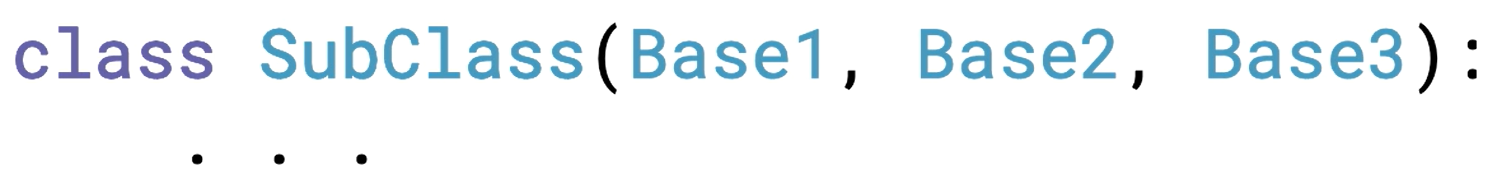 class SubClass(Base1, Base2, Base3):
. . .